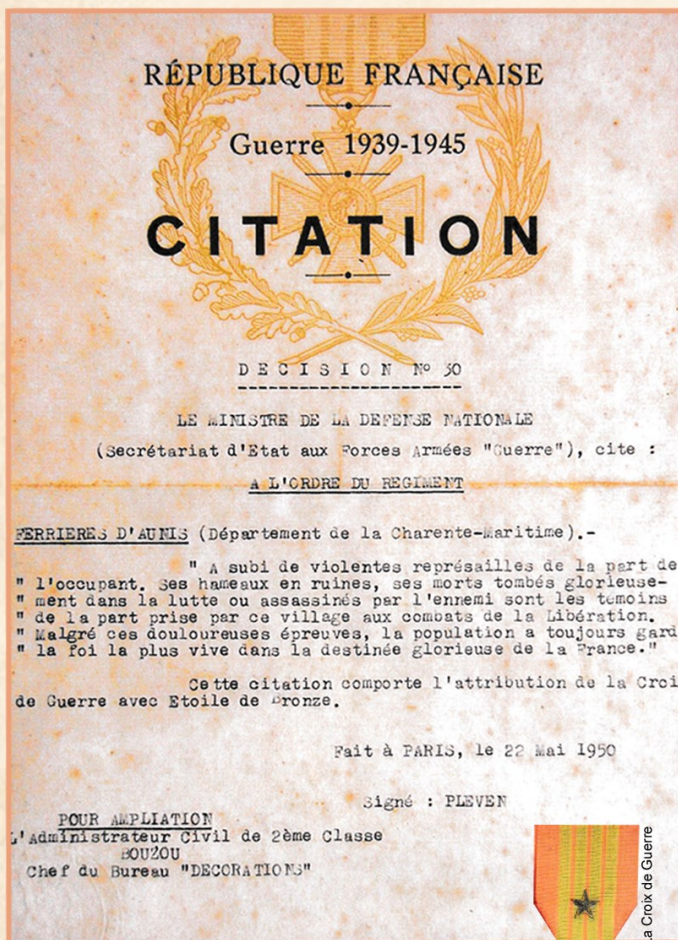 RÉPUBLIQUE FRANÇAISE
Guerre 1939-1945
CITATION
DECISION Nº 30
LE MINISTRE DE LA DEFENSE NATIONALE
(Secrétariat d'Etat aux Forces Armées "Guerre"), cite :
A L'ORDRE DU REGIMENT
FERRIERES D'AUNIS (Département de la Charente-Maritime).-
" A subi de violentes représailles de la part de
" l'occupant. Ses hameaux en ruines, ses morts tombés glorieuse-
" ment dans la lutte ou assassinés par l'ennemi sont les témoins
" de la part prise par ce village aux combats de la Libération.
" Malgré ces douloureuses épreuves, la population a toujours gard
" la foi la plus vive dans la destinée glorieuse de la France."
Cette citation comporte l'attribution de la Croi
de Guerre avec Etoile de Bronze.
Fait à PARIS, le 22 Mai 1950
Signé : PLEVEN
POUR AMPLIATION
L'Administrateur Civil de 2ème Classe
BOUZOU
Chef du Bureau "DECORATIONS"
La Croix de Guerre